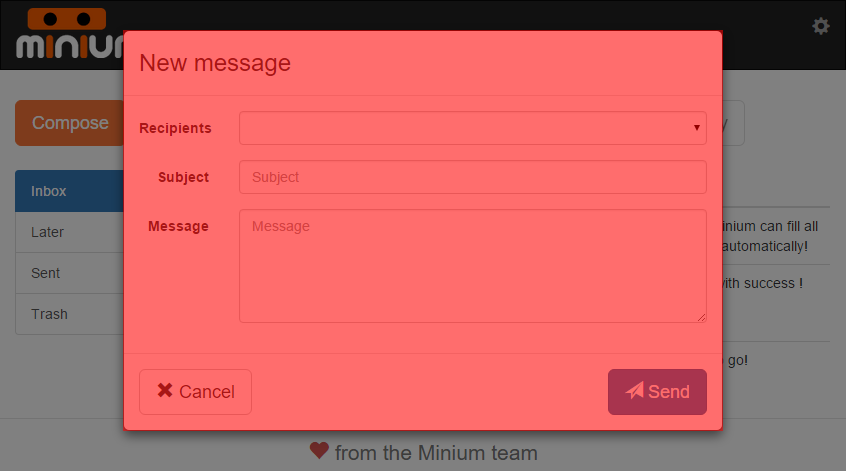 miniu
New message
Compose
Recipients
y
Subject
Subject
Inbox
Message
Message
Later
Sent
Trash
inium can fill all
automatically!
ith success !
go!
Cancel
Send
from the Minium team